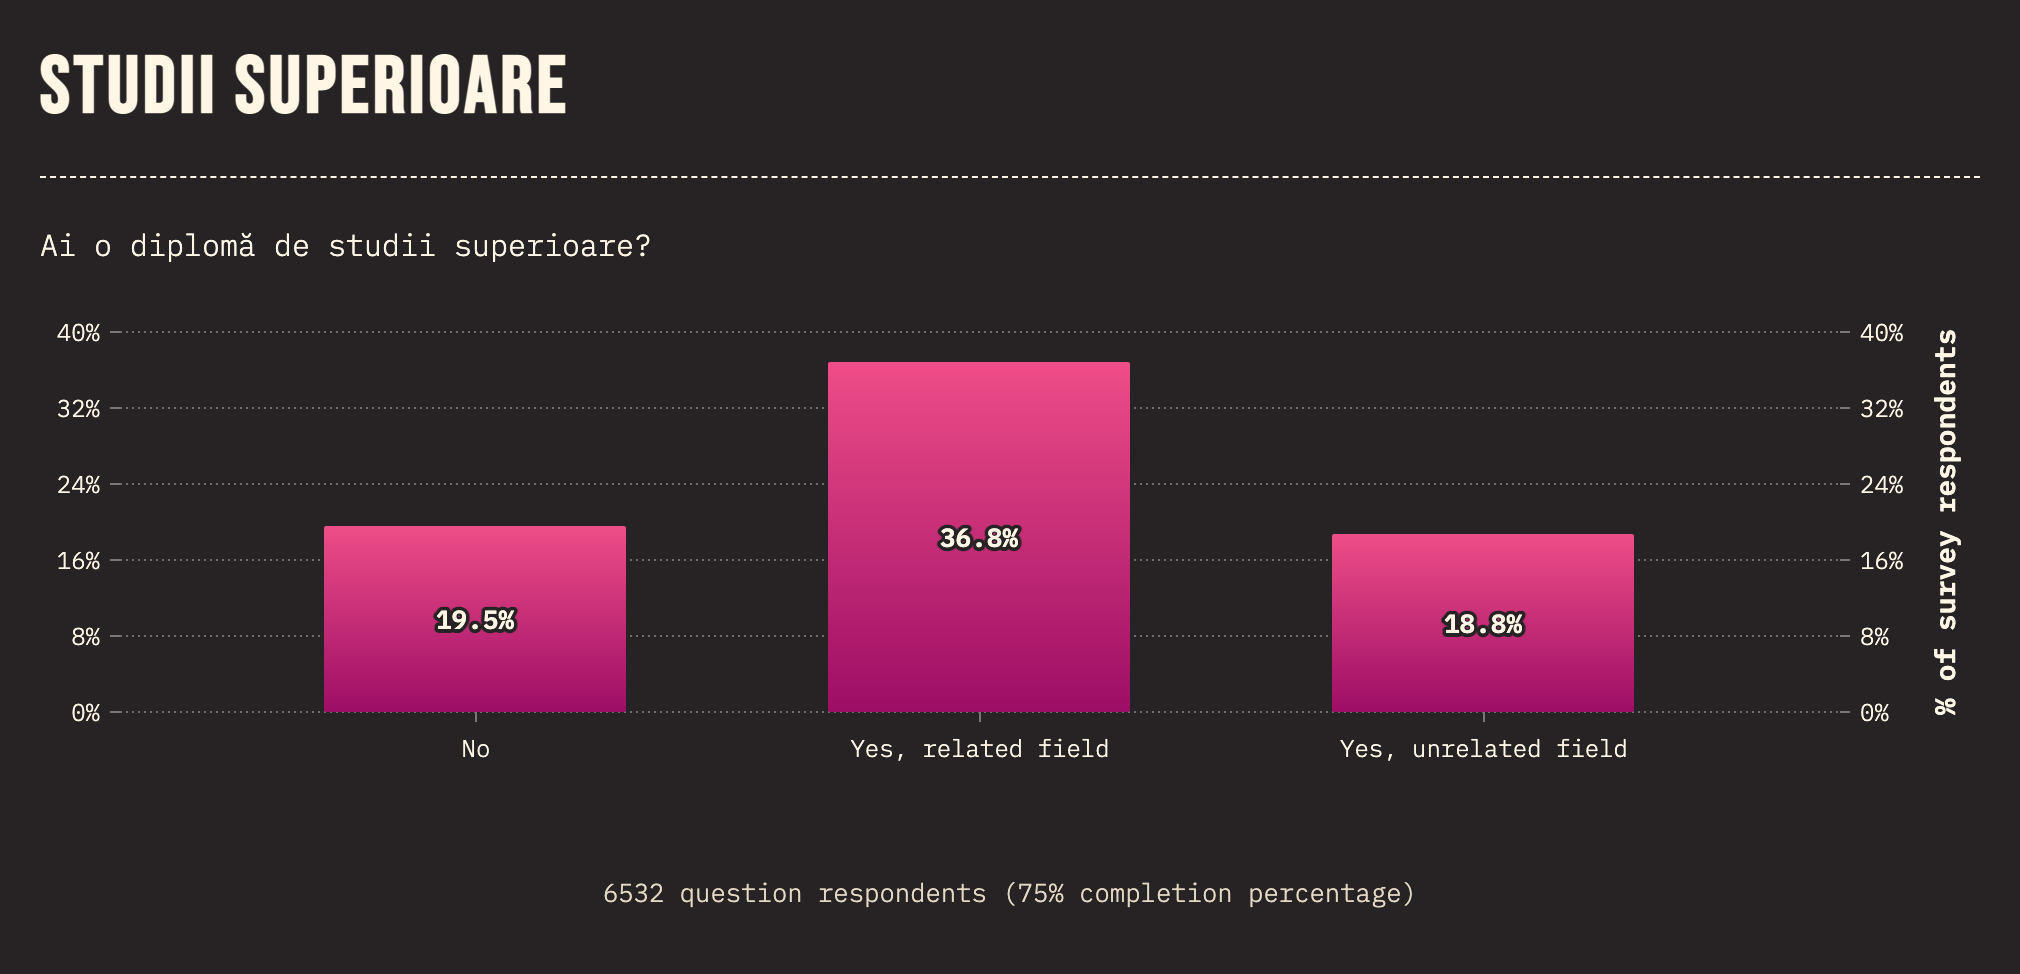 STUDII SUPERIOARE
Ai o diplomă de studii superioare?
40%
32%
24%
16%
8%
0%
40%
32%
24%
16%
8%
0%
% of survey respondents
19.5%
36.8%
18.8%
No
Yes, related field
Yes, unrelated field
6532 question respondents (75% completion percentage)